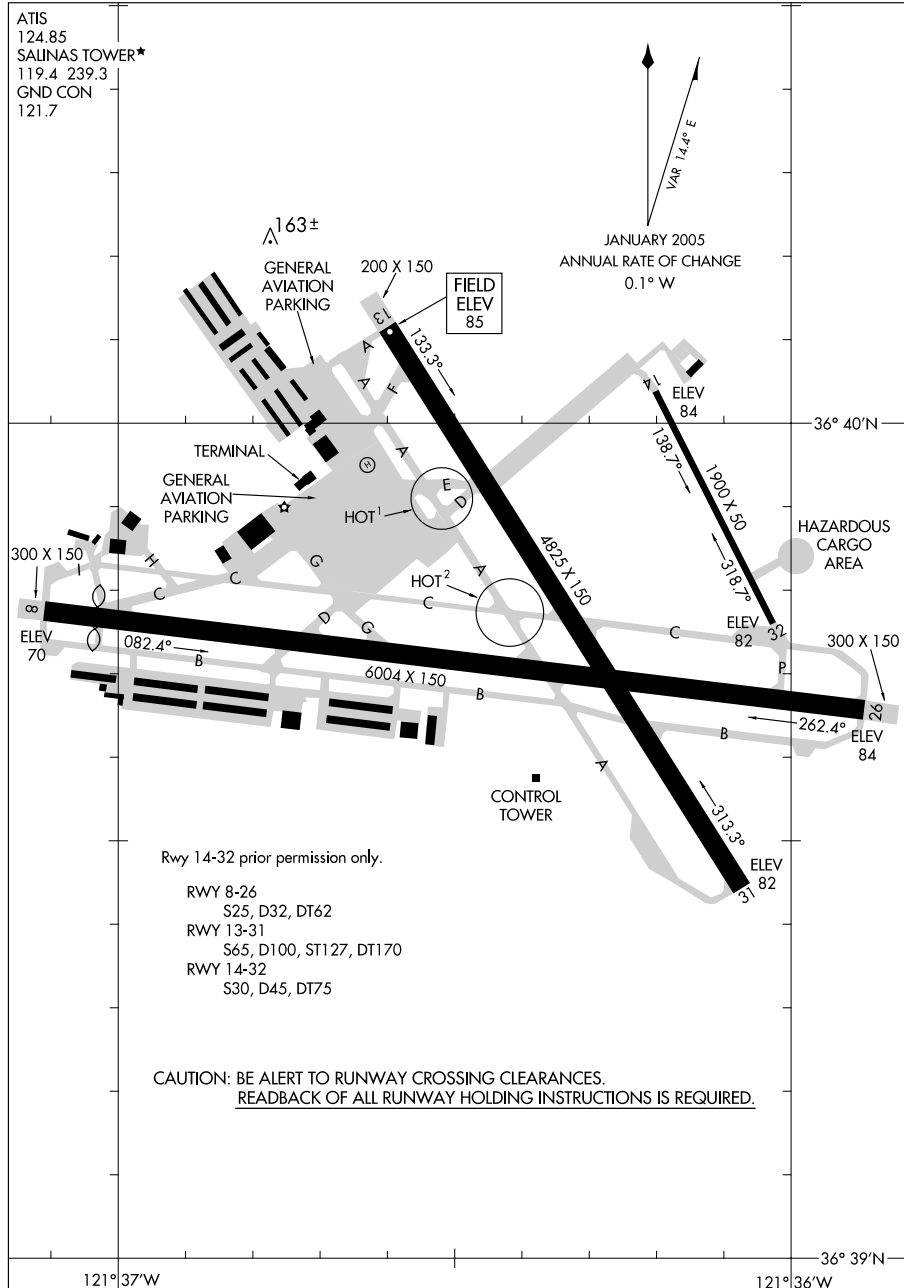 ATIS
124.85
SALINAS TOWER★
119.4 239.3
GND CON
121.7
VAR 14.4° E
JANUARY 2005
ANNUAL RATE OF CHANGE
0.1° W
163±
GENERAL
AVIATION
PARKING
200 X 150
FIELD
ELEV
85
13
133.3°
A
A
F
A
14
ELEV
84
36° 40'N
138.7°
1900 X 50
318.7°
TERMINAL
GENERAL
AVIATION
PARKING
H
E
D
HOT1
HAZARDOUS
CARGO
AREA
4825 X 150
300 X 150
H
G
A
C
C
HOT2
C
C
ELEV
82
32
300 X 150
8
ELEV
70
082.4°
D
G
B
6004 X 150
B
P
26
262.4°
ELEV
84
B
A
CONTROL
TOWER
313.3°
ELEV
82
31
Rwy 14-32 prior permission only.
RWY 8-26
S25, D32, DT62
RWY 13-31
S65, D100, ST127, DT170
RWY 14-32
S30, D45, DT75
CAUTION: BE ALERT TO RUNWAY CROSSING CLEARANCES.
READBACK OF ALL RUNWAY HOLDING INSTRUCTIONS IS REQUIRED.
36° 39'N
121° 37'W
121° 36'W